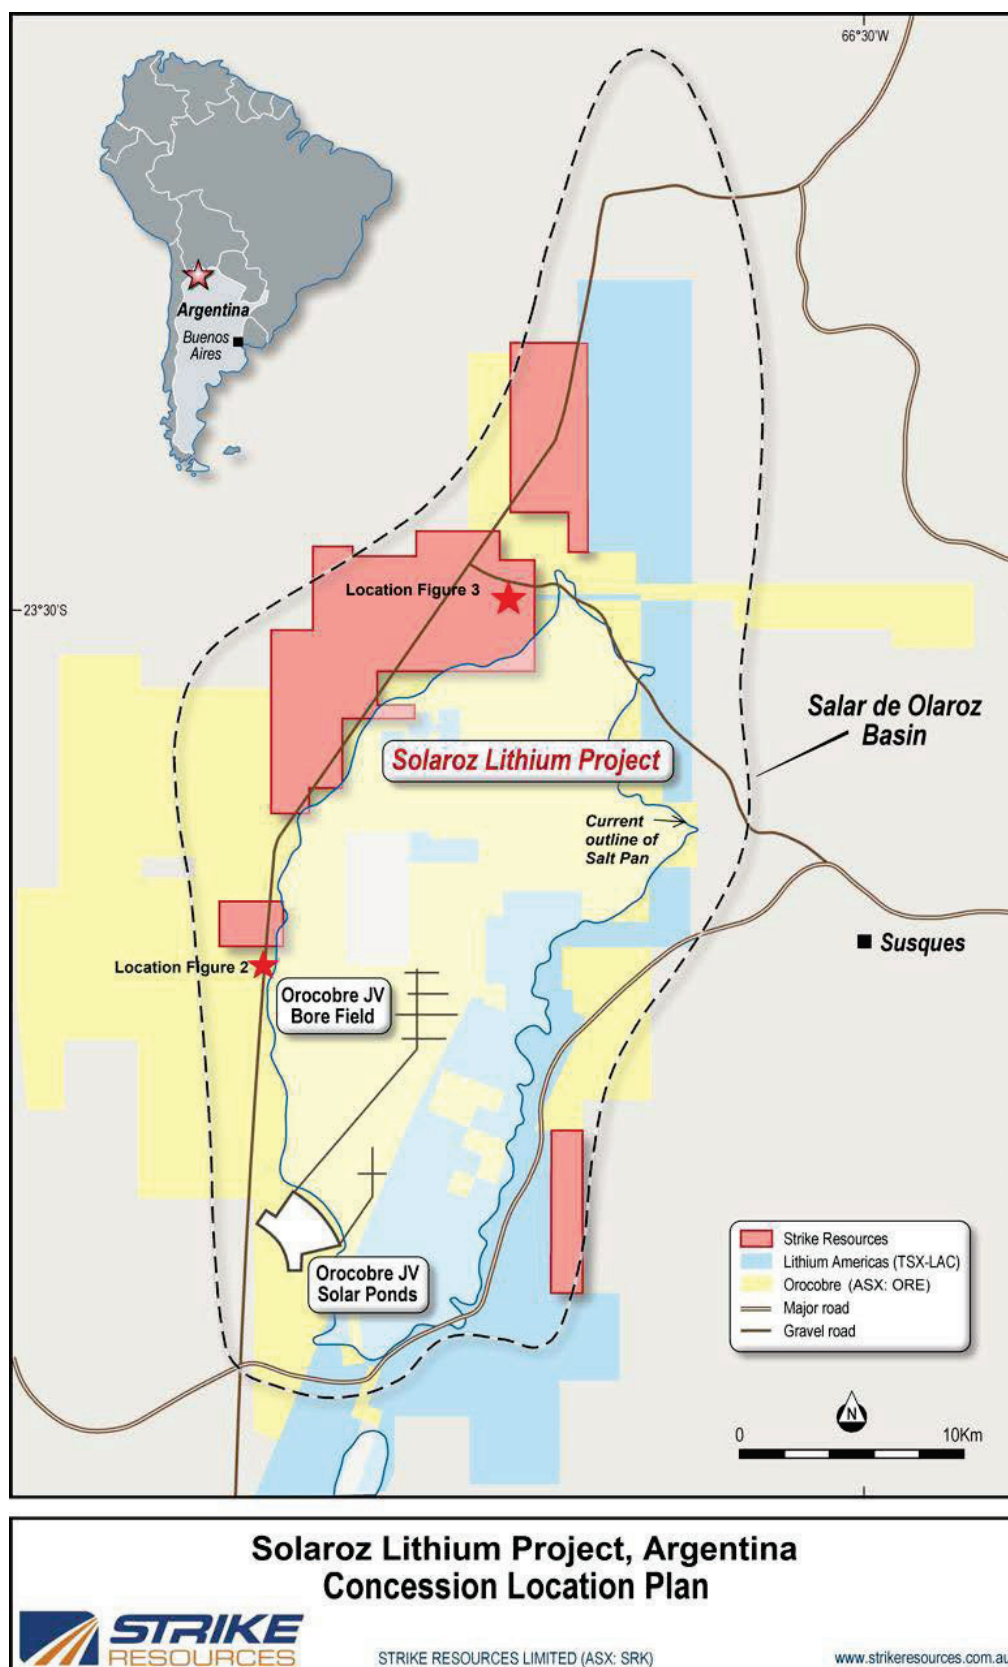 66°30'W
Argentina
Buenos
Aires
Location Figure 3
23°30'S
Salar de Olaroz
Basin
Solaroz Lithium Project
Current
outline of
Salt Pan
Susques
Location Figure 2
Orocobre JV
Bore Field
Orocobre JV
Solar Ponds
Strike Resources
Lithium Americas (TSX-LAC)
Orocobre (ASX: ORE)
Major road
Gravel road
N
0 10Km
Solaroz Lithium Project, Argentina
Concession Location Plan
STRIKE
RESOURCES
STRIKE RESOURCES LIMITED (ASX: SRK)
www.strikeresources.com.au